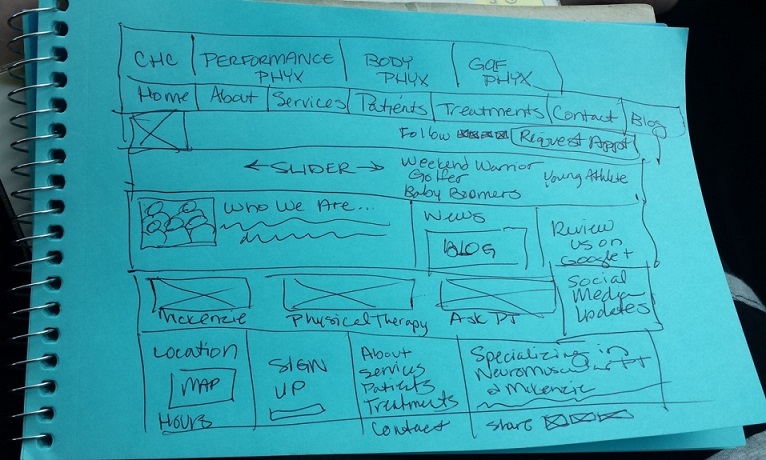 CHC PERFORMANCE PHYX BODY PHYX GOLF PHYX
Home About Services Patients Treatments Contact Blog
Follow Request Appt
SLIDER
Weekend Warrior
Golfer
Baby Boomers
Young Athlete
Who We Are...
News
BLOG
Review
us on
Google+
McKenzie
Physical Therapy
Ask PT
Social
Media
Updates
Location
MAP
HOURS
SIGN
UP
About
Services
Patients
Treatments
Contact
Specializing in
Neuromuscular PT
& McKenzie
Share